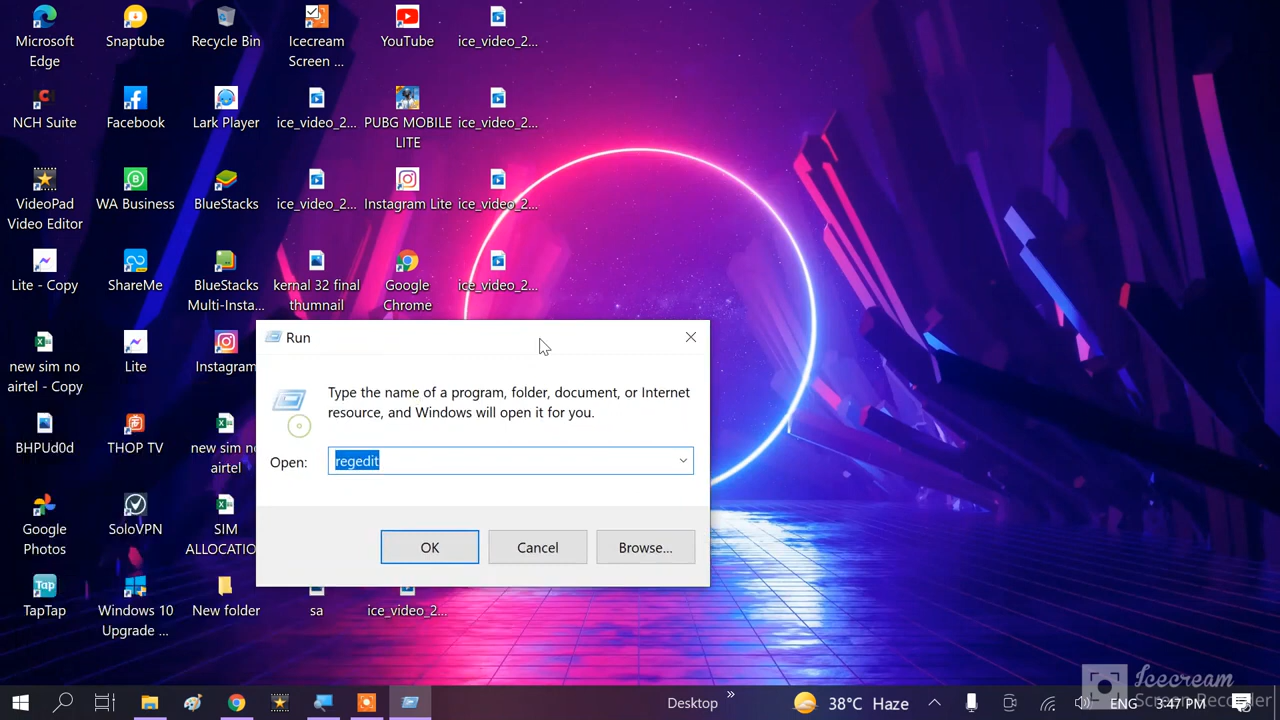 Microsoft
Edge
Snaptube
Recycle Bin
Icecream
Screen ...
YouTube
ice_video_2...
NCH Suite
Facebook
Lark Player
ice_video_2...
PUBG MOBILE
LITE
ice_video_2...
VideoPad
Video Editor
WA Business
BlueStacks
ice_video_2...
Instagram Lite
ice_video_2...
Lite - Copy
ShareMe
BlueStacks
Multi-Insta...
kernal 32 final
thumnail
Google
Chrome
ice_video_2...
new sim no
airtel - Copy
Lite
Instagram
BHPUd0d
THOP TV
new sim no
airtel
Google
Photos
SoloVPN
SIM
ALLOCATIO
TapTap
Windows 10
Upgrade ...
New folder
sa
ice_video_2...
Run
Type the name of a program, folder, document, or Internet
resource, and Windows will open it for you.
Open:
regedit
OK
Cancel
Browse...
Desktop
»
38°C Haze
ENG
3:47 PM
Icecream
Screen Recorder